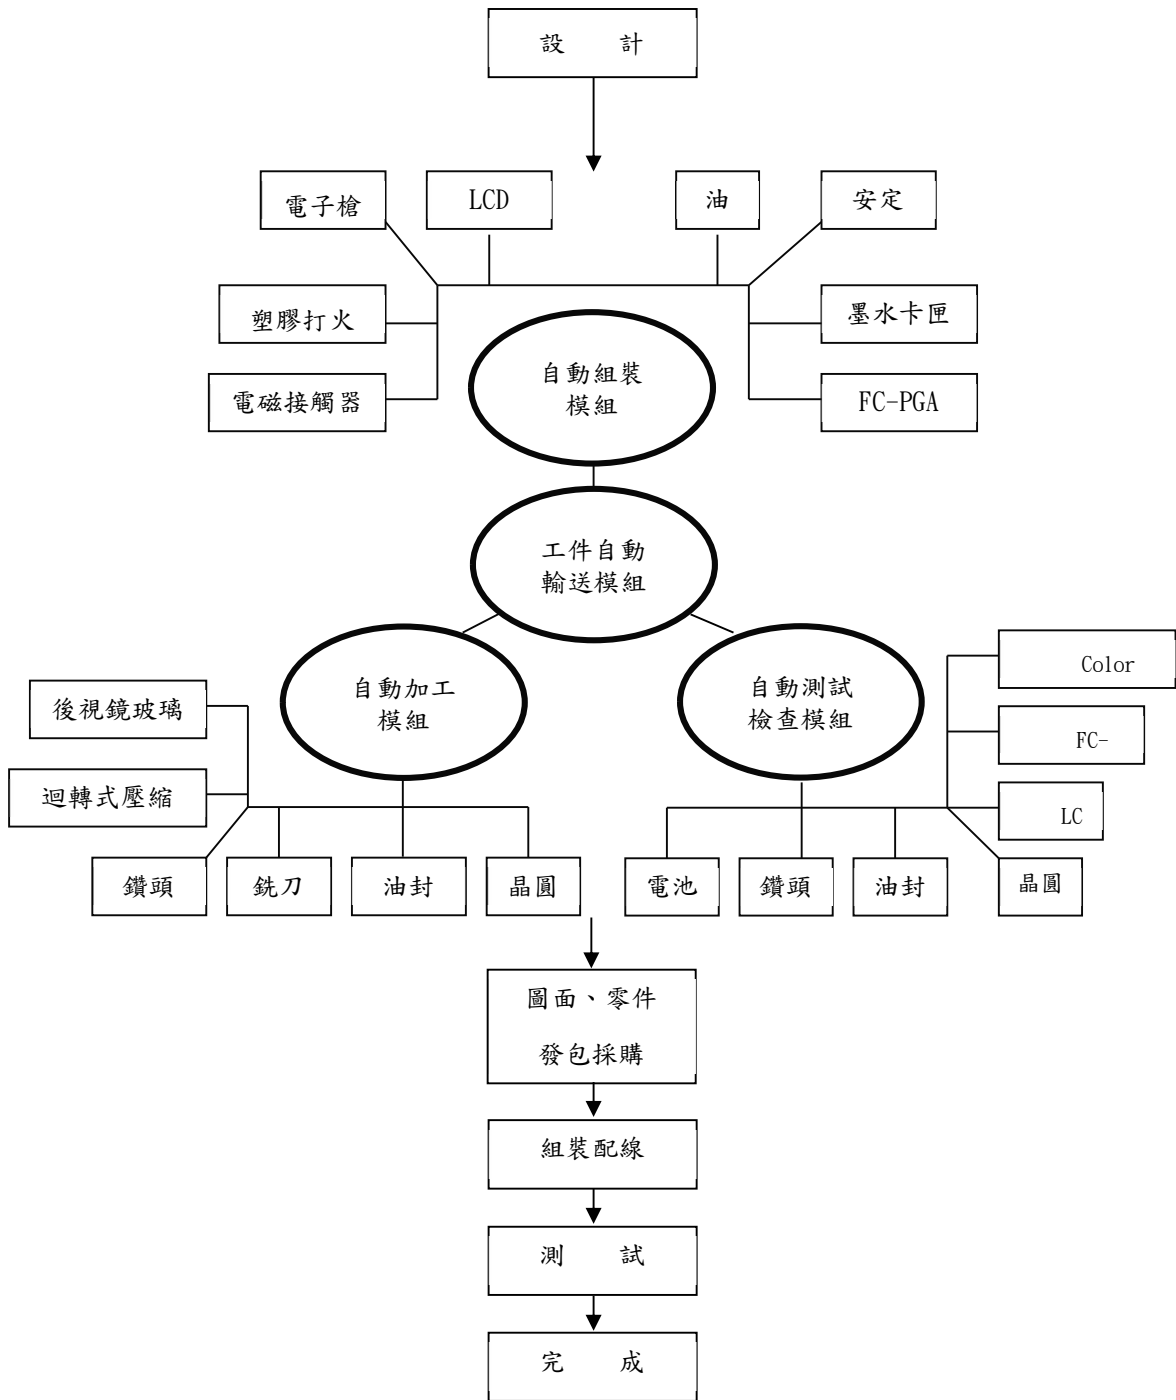 設 計
電子槍
LCD
油
安定
塑膠打火
墨水卡匣
電磁接觸器
FC-PGA
自動組裝
模組
工件自動
輸送模組
自動加工
模組
自動測試
檢查模組
後視鏡玻璃
迴轉式壓縮
Color
FC-
LC
鑽頭
銑刀
油封
晶圓
電池
鑽頭
油封
晶圓
圖面、零件
發包採購
組裝配線
測 試
完 成